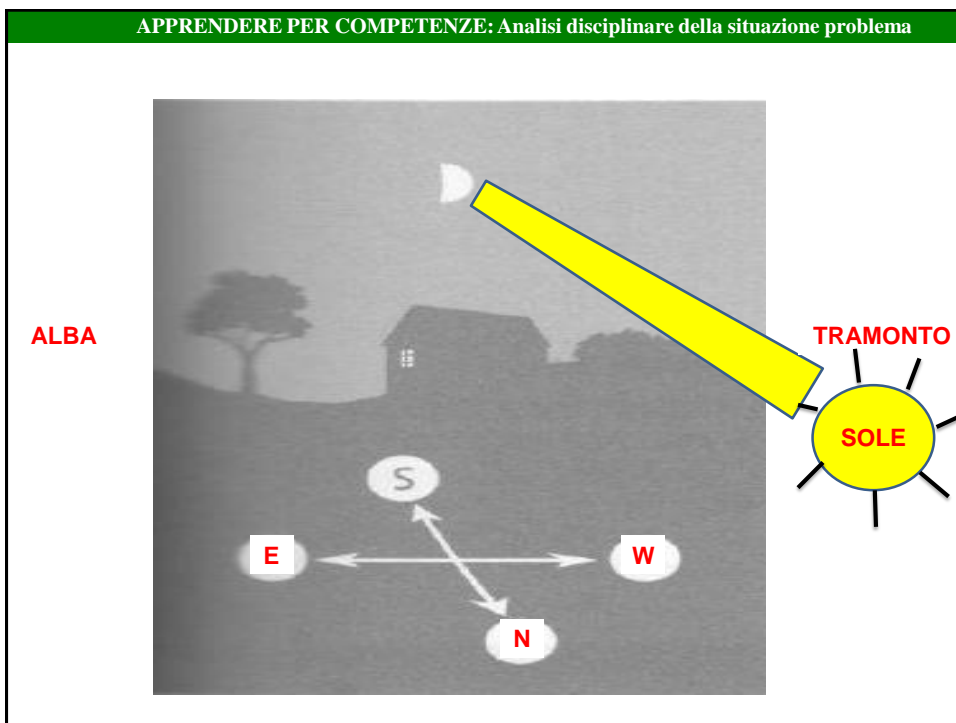 APPRENDERE PER COMPETENZE: Analisi disciplinare della situazione problema
ALBA
TRAMONTO
SOLE
S
E
W
N